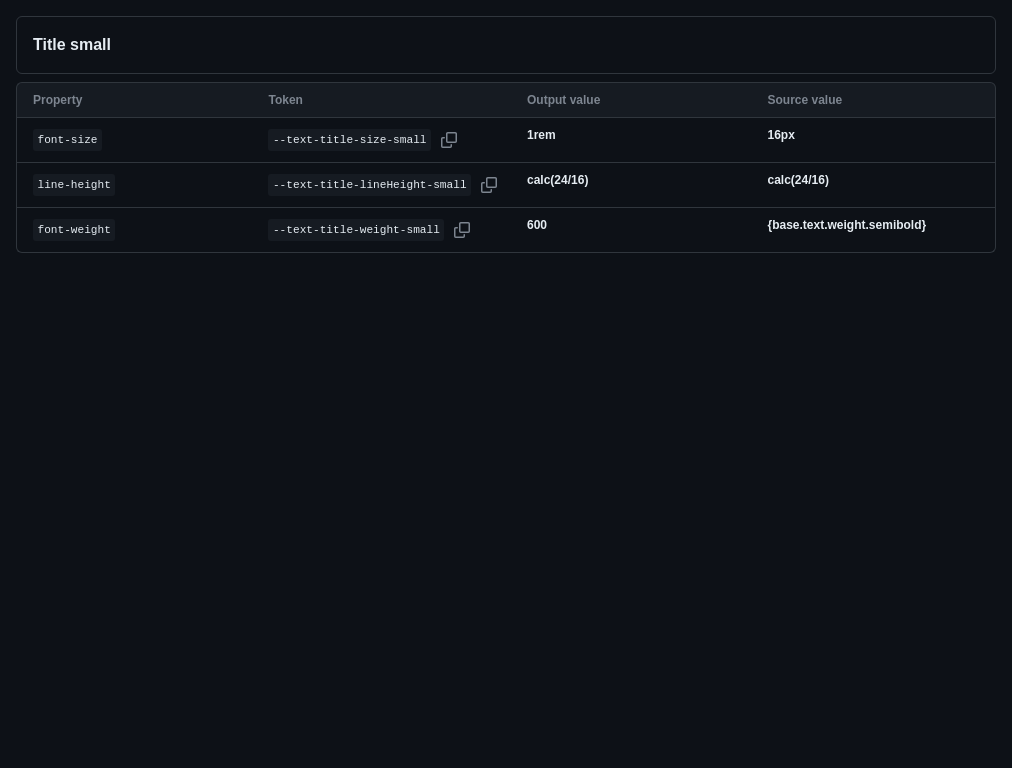 Title small
Property Token Output value Source value
font-size --text-title-size-small 1rem 16px
line-height --text-title-lineHeight-small calc(24/16) calc(24/16)
font-weight --text-title-weight-small 600 {base.text.weight.semibold}